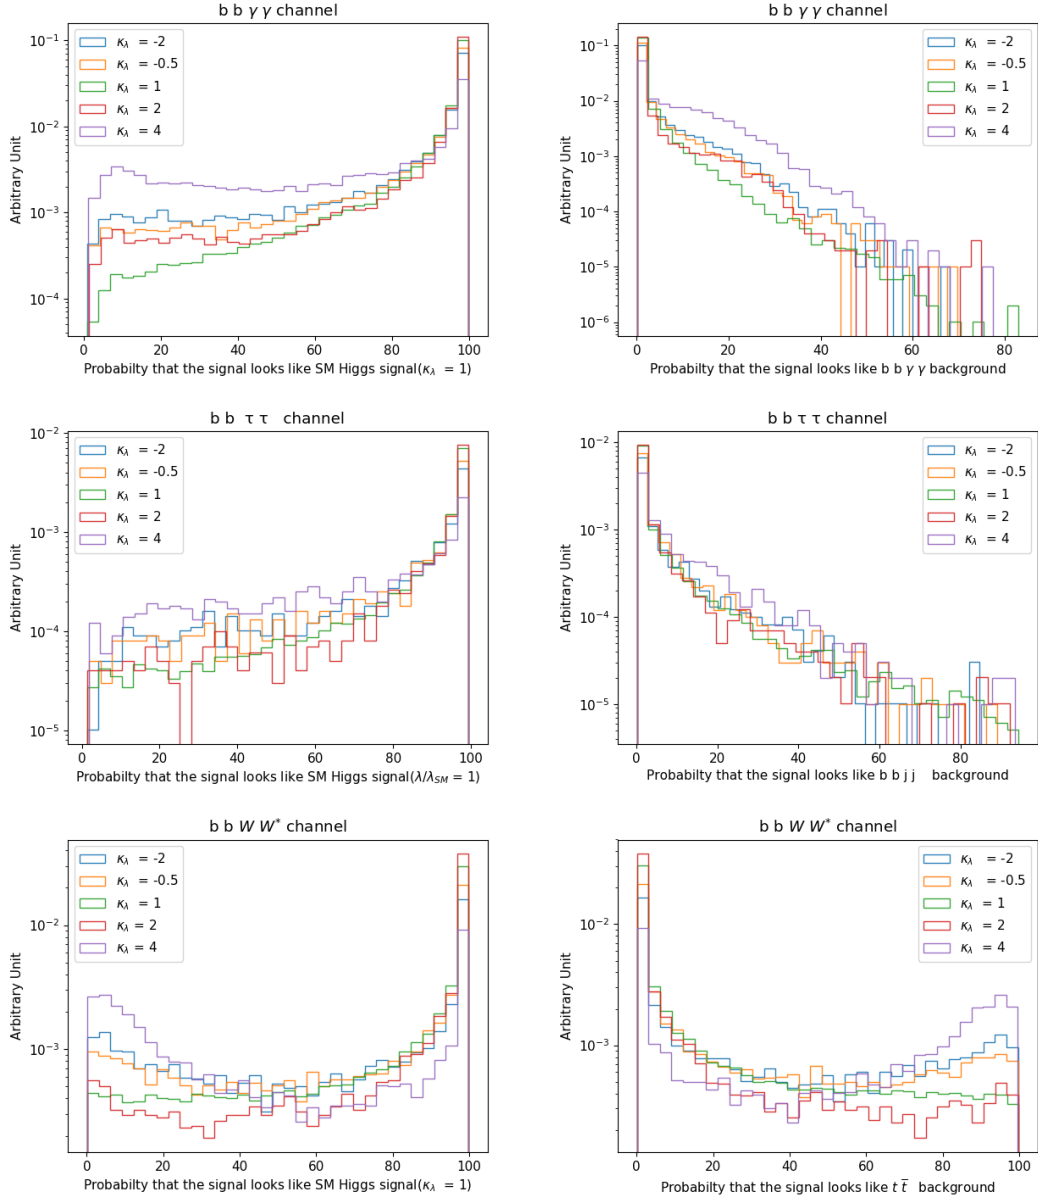 b b γ γ channel
κλ = -2
κλ = -0.5
κλ = 1
κλ = 2
κλ = 4
Arbitrary Unit
10⁻¹
10⁻²
10⁻³
10⁻⁴
0 20 40 60 80 100
Probabilty that the signal looks like SM Higgs signal(κλ = 1)
b b γ γ channel
κλ = -2
κλ = -0.5
κλ = 1
κλ = 2
κλ = 4
Arbitrary Unit
10⁻¹
10⁻²
10⁻³
10⁻⁴
10⁻⁵
10⁻⁶
0 20 40 60 80
Probabilty that the signal looks like b b γ γ background
b b τ τ channel
κλ = -2
κλ = -0.5
κλ = 1
κλ = 2
κλ = 4
Arbitrary Unit
10⁻²
10⁻³
10⁻⁴
10⁻⁵
0 20 40 60 80 100
Probabilty that the signal looks like SM Higgs signal(λ/λSM = 1)
b b τ τ channel
κλ = -2
κλ = -0.5
κλ = 1
κλ = 2
κλ = 4
Arbitrary Unit
10⁻²
10⁻³
10⁻⁴
10⁻⁵
0 20 40 60 80
Probabilty that the signal looks like b b j j background
b b W W* channel
κλ = -2
κλ = -0.5
κλ = 1
κλ = 2
κλ = 4
Arbitrary Unit
10⁻²
10⁻³
0 20 40 60 80 100
Probabilty that the signal looks like SM Higgs signal(κλ = 1)
b b W W* channel
κλ = -2
κλ = -0.5
κλ = 1
κλ = 2
κλ = 4
Arbitrary Unit
10⁻²
10⁻³
0 20 40 60 80 100
Probabilty that the signal looks like t t̄ background